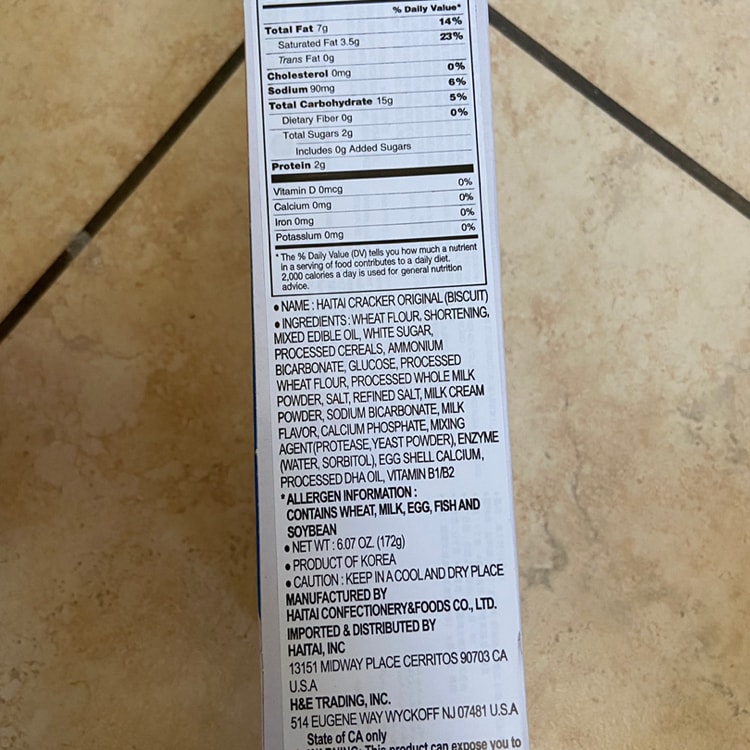 % Daily Value*
Total Fat 7g 14%
Saturated Fat 3.5g 23%
Trans Fat 0g
Cholesterol 0mg 0%
Sodium 90mg 6%
Total Carbohydrate 15g 5%
Dietary Fiber 0g 0%
Total Sugars 2g
Includes 0g Added Sugars
Protein 2g
Vitamin D 0mcg 0%
Calcium 0mg 0%
Iron 0mg 0%
Potassium 0mg 0%
* The % Daily Value (DV) tells you how much a nutrient
in a serving of food contributes to a daily diet.
2,000 calories a day is used for general nutrition
advice.
• NAME : HAITAI CRACKER ORIGINAL (BISCUIT)
• INGREDIENTS : WHEAT FLOUR, SHORTENING,
MIXED EDIBLE OIL, WHITE SUGAR,
PROCESSED CEREALS, AMMONIUM
BICARBONATE, GLUCOSE, PROCESSED
WHEAT FLOUR, PROCESSED WHOLE MILK
POWDER, SALT, REFINED SALT, MILK CREAM
POWDER, SODIUM BICARBONATE, MILK
FLAVOR, CALCIUM PHOSPHATE, MIXING
AGENT(PROTEASE, YEAST POWDER), ENZYME
(WATER, SORBITOL), EGG SHELL CALCIUM,
PROCESSED DHA OIL, VITAMIN B1/B2
* ALLERGEN INFORMATION :
CONTAINS WHEAT, MILK, EGG, FISH AND
SOYBEAN
• NET WT : 6.07 OZ. (172g)
• PRODUCT OF KOREA
• CAUTION : KEEP IN A COOL AND DRY PLACE
MANUFACTURED BY
HAITAI CONFECTIONERY&FOODS CO., LTD.
IMPORTED & DISTRIBUTED BY
HAITAI, INC
13151 MIDWAY PLACE CERRITOS 90703 CA
U.S.A
H&E TRADING, INC.
514 EUGENE WAY WYCKOFF NJ 07481 U.S.A
State of CA only
WARNING: This product can expose you to